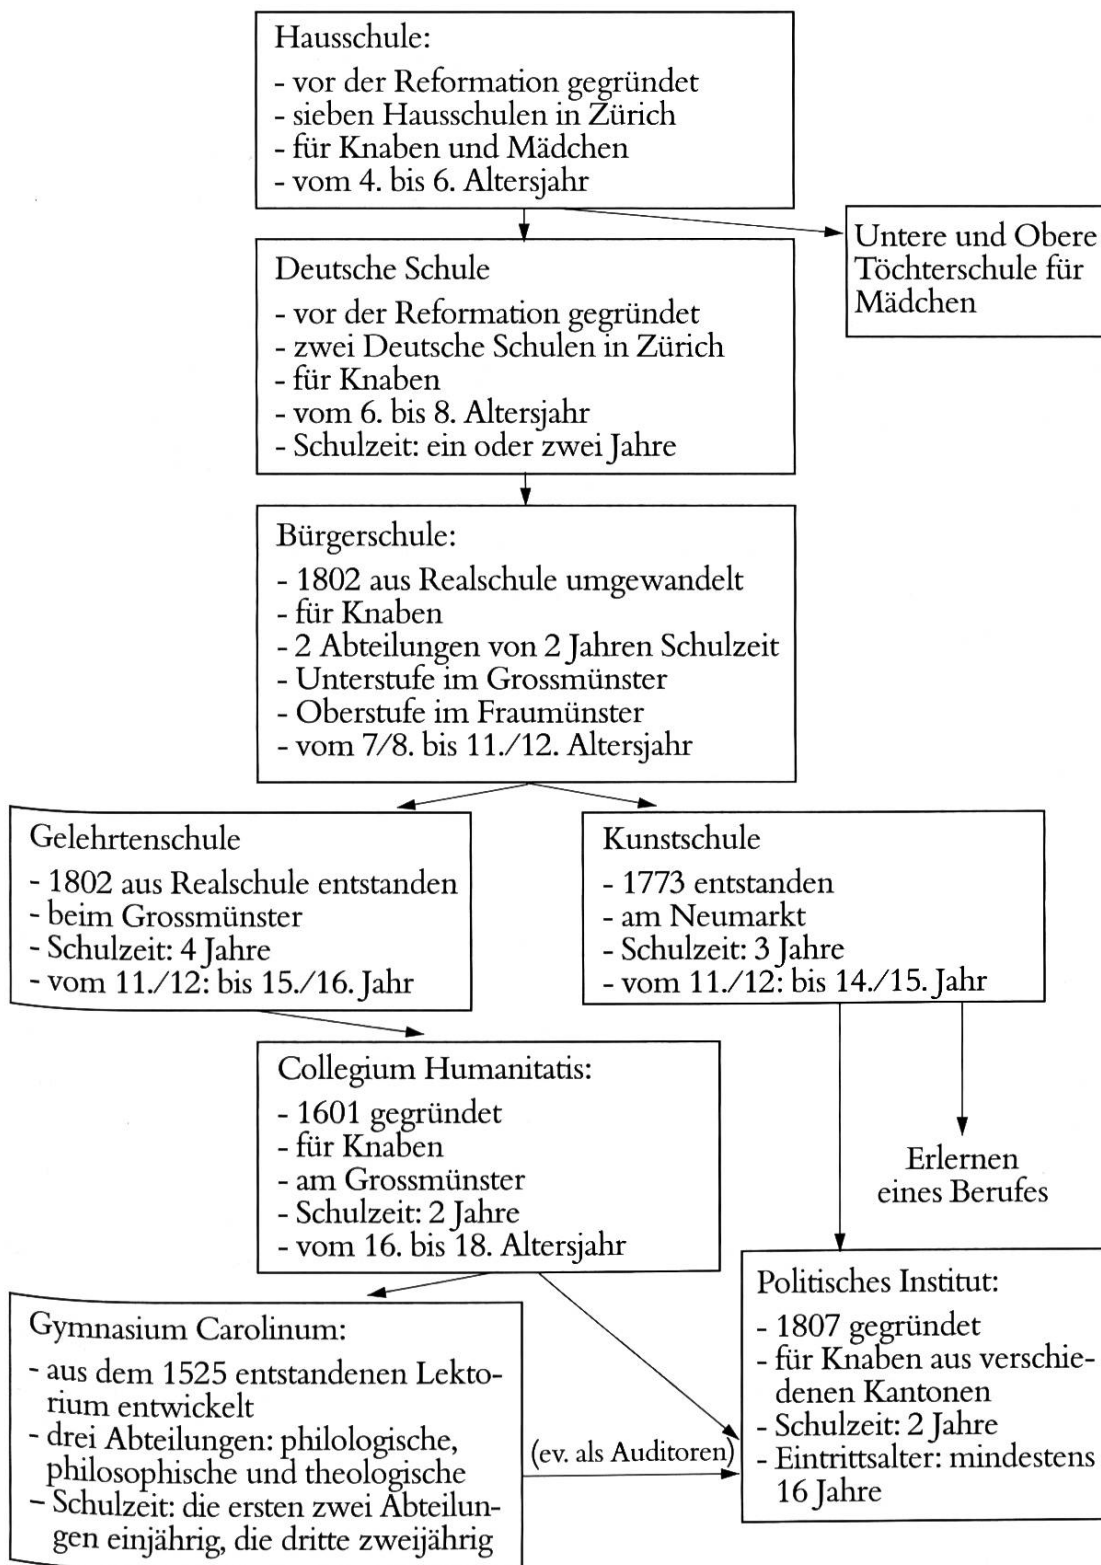 Hausschule:
- vor der Reformation gegründet
- sieben Hausschulen in Zürich
- für Knaben und Mädchen
- vom 4. bis 6. Altersjahr
Untere und Obere
Töchterschule für
Mädchen
Deutsche Schule
- vor der Reformation gegründet
- zwei Deutsche Schulen in Zürich
- für Knaben
- vom 6. bis 8. Altersjahr
- Schulzeit: ein oder zwei Jahre
Bürgerschule:
- 1802 aus Realschule umgewandelt
- für Knaben
- 2 Abteilungen von 2 Jahren Schulzeit
- Unterstufe im Grossmünster
- Oberstufe im Fraumünster
- vom 7/8. bis 11./12. Altersjahr
Gelehrtenschule
- 1802 aus Realschule entstanden
- beim Grossmünster
- Schulzeit: 4 Jahre
- vom 11./12: bis 15./16. Jahr
Kunstschule
- 1773 entstanden
- am Neumarkt
- Schulzeit: 3 Jahre
- vom 11./12: bis 14./15. Jahr
Collegium Humanitatis:
- 1601 gegründet
- für Knaben
- am Grossmünster
- Schulzeit: 2 Jahre
- vom 16. bis 18. Altersjahr
Erlernen
eines Berufes
Gymnasium Carolinum:
- aus dem 1525 entstandenen Lekto-
rium entwickelt
- drei Abteilungen: philologische,
philosophische und theologische
- Schulzeit: die ersten zwei Abteilun-
gen einjährig, die dritte zweijährig
(ev. als Auditoren)
Politisches Institut:
- 1807 gegründet
- für Knaben aus verschie-
denen Kantonen
- Schulzeit: 2 Jahre
- Eintrittsalter: mindestens
16 Jahre